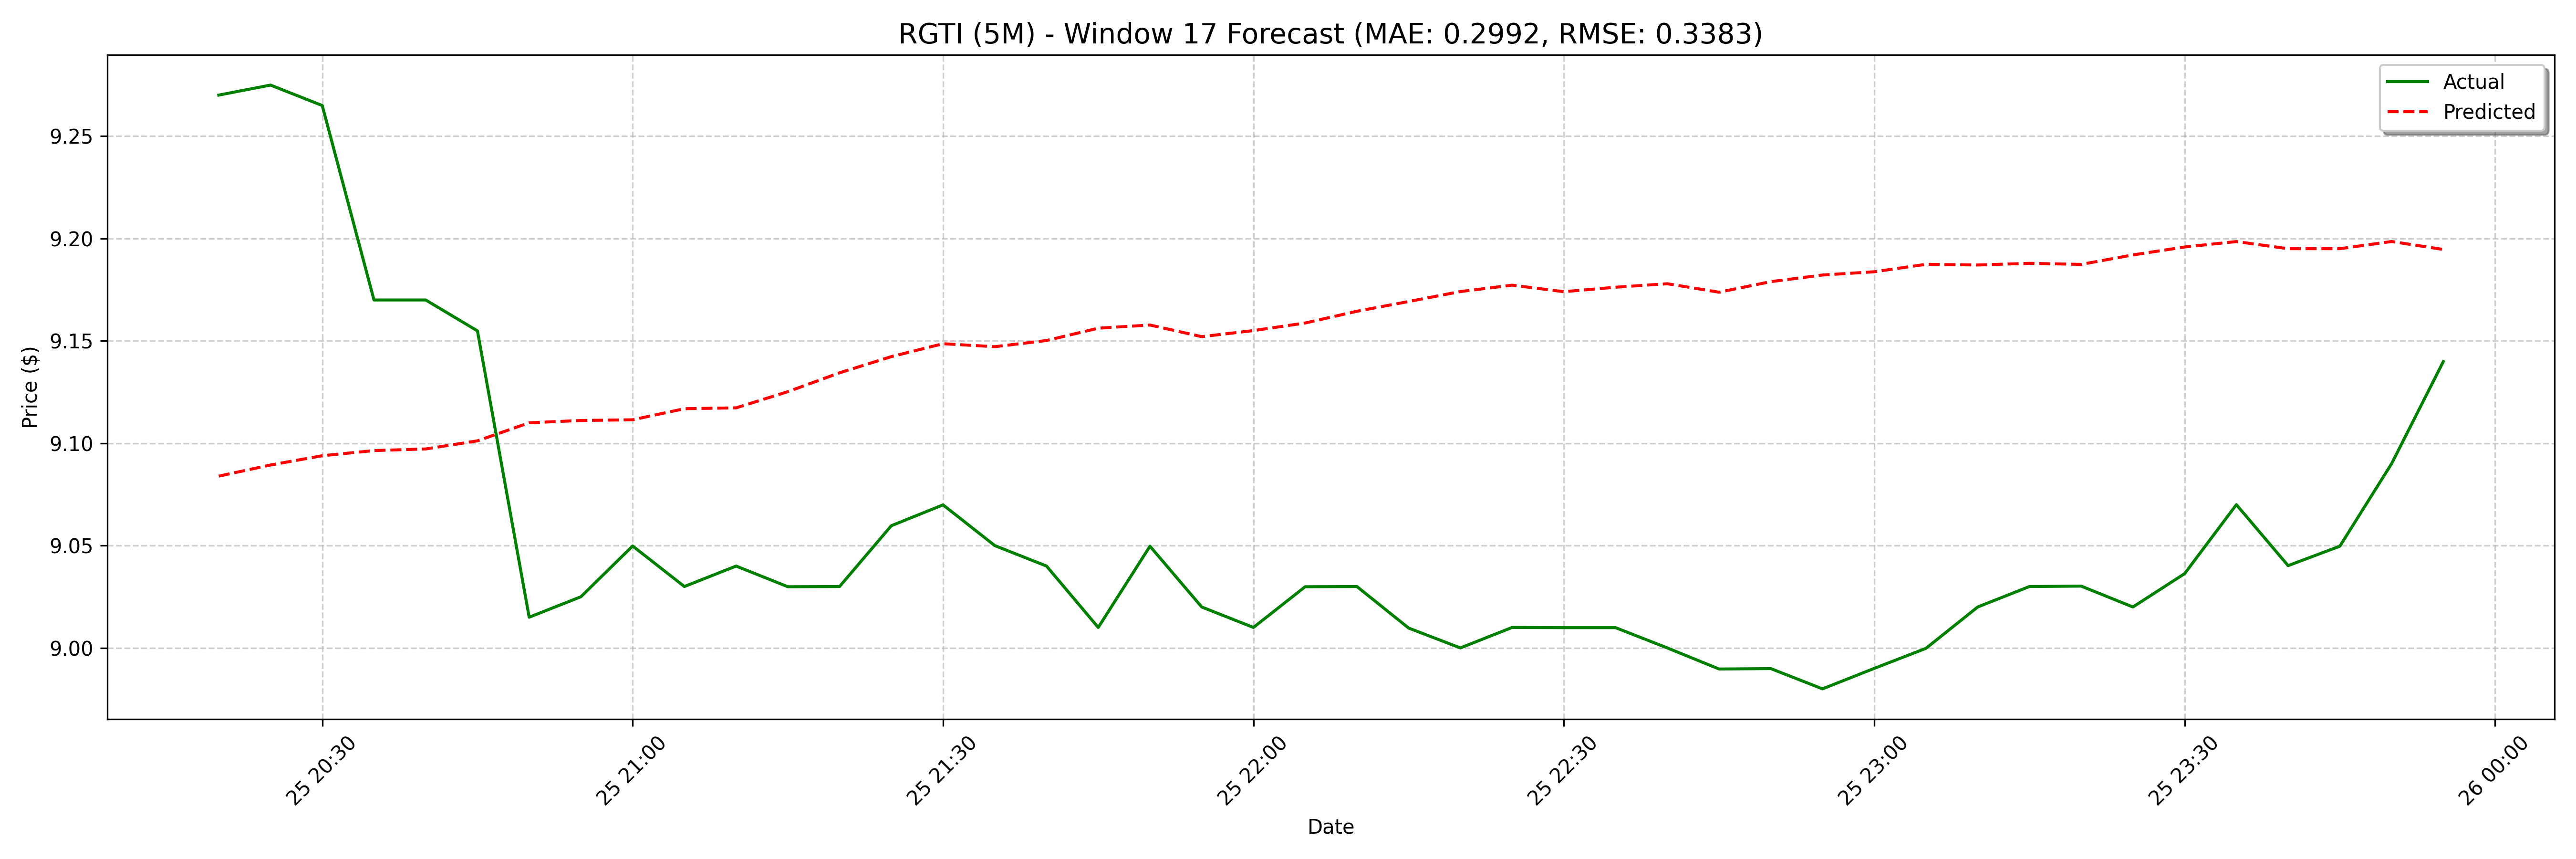 RGTI (5M) - Window 17 Forecast (MAE: 0.2992, RMSE: 0.3383)
Actual
Predicted
Price ($)
9.25
9.20
9.15
9.10
9.05
9.00
25 20:30
25 21:00
25 21:30
25 22:00
25 22:30
25 23:00
25 23:30
26 00:00
Date